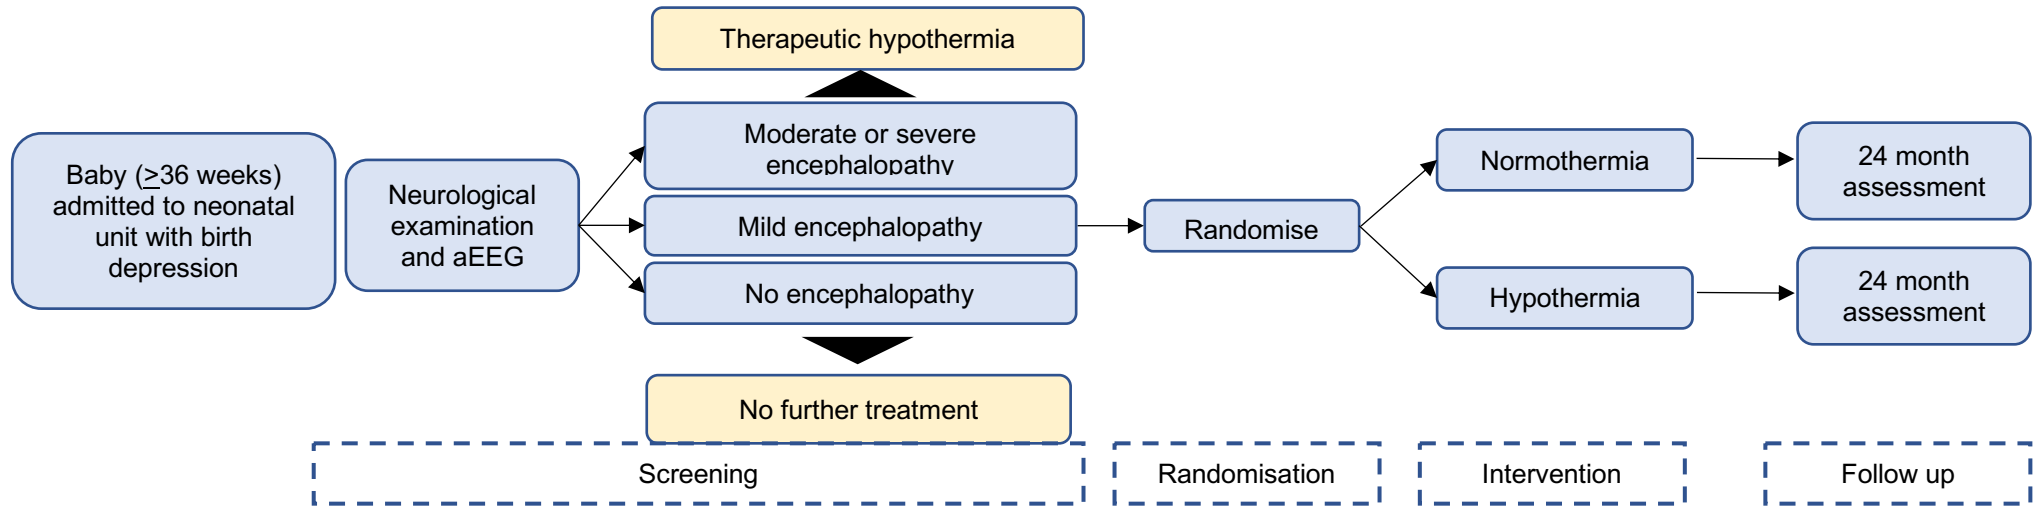 Therapeutic hypothermia
Baby (≥36 weeks)
admitted to neonatal
unit with birth
depression
Neurological
examination
and aEEG
Moderate or severe
encephalopathy
Mild encephalopathy
No encephalopathy
No further treatment
Randomise
Normothermia
Hypothermia
24 month
assessment
24 month
assessment
Screening
Randomisation
Intervention
Follow up